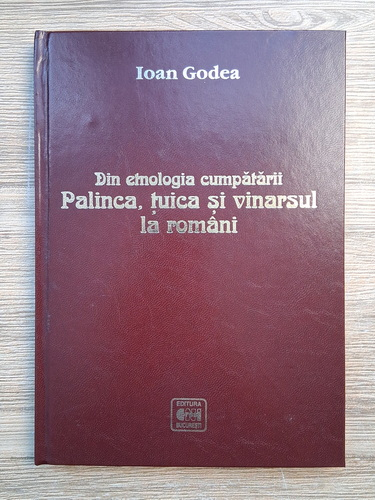 Ioan Godea
Din etnologia cumpătării
Palinca, țuica și vinarsul
la români
EDITURA
BUCUREȘTI